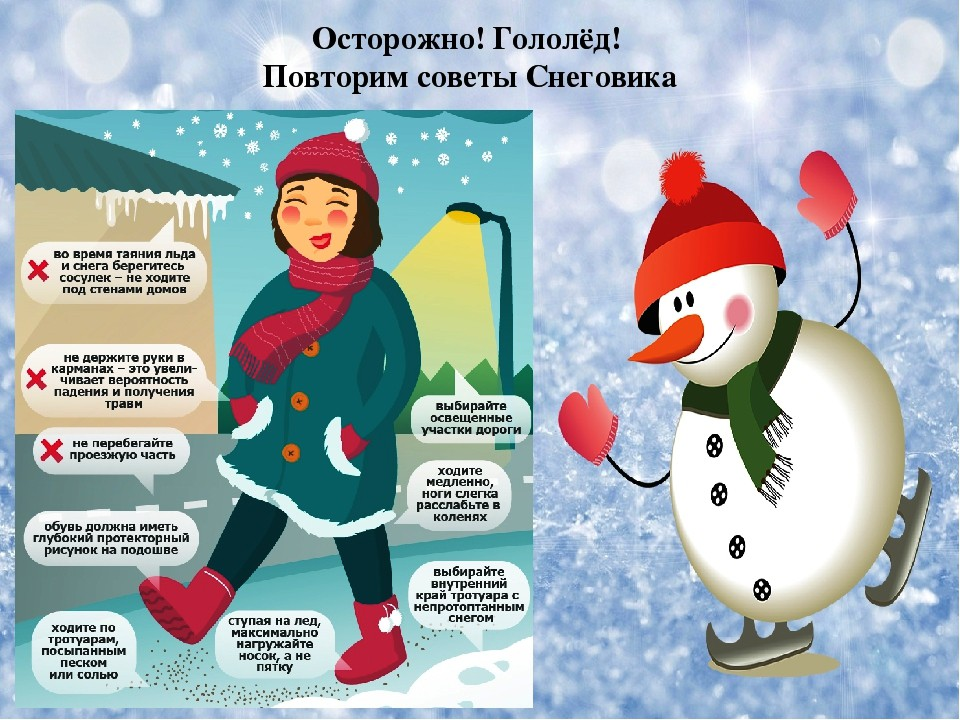 Осторожно! Гололёд!
Повторим советы Снеговика
во время таяния льда
и снега берегитесь
сосулек – не ходите
под стенами домов
не держите руки в
карманах – это увели-
чивает вероятность
падения и получения
травм
не перебегайте
проезжую часть
обувь должна иметь
глубокий протекторный
рисунок на подошве
ходите по
тротуарам,
посыпанным
песком
или солью
ступая на лед,
максимально
нагружайте
носок, а не
пятку
выбирайте
освещенные
участки дороги
ходите
медленно,
ноги слегка
расслабьте в
коленях
выбирайте
внутренний
край тротуара с
непротоптанным
снегом